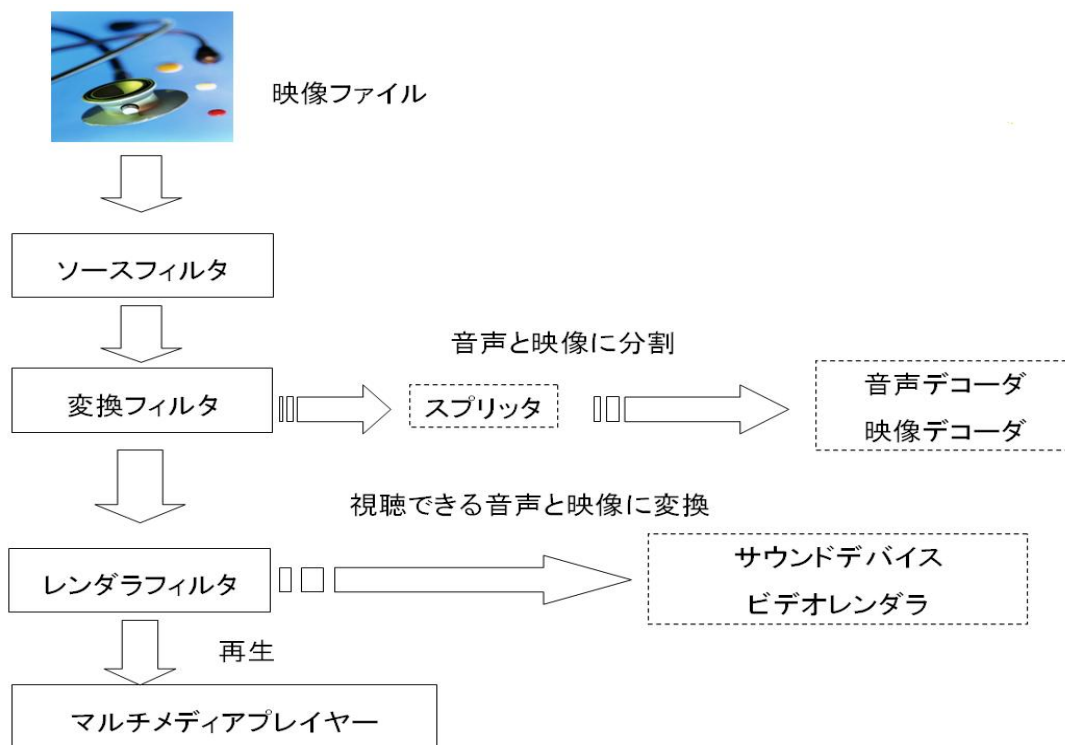 映像ファイル
ソースフィルタ
音声と映像に分割
変換フィルタ
スプリッタ
音声デコーダ
映像デコーダ
視聴できる音声と映像に変換
レンダラフィルタ
サウンドデバイス
ビデオレンダラ
再生
マルチメディアプレイヤー